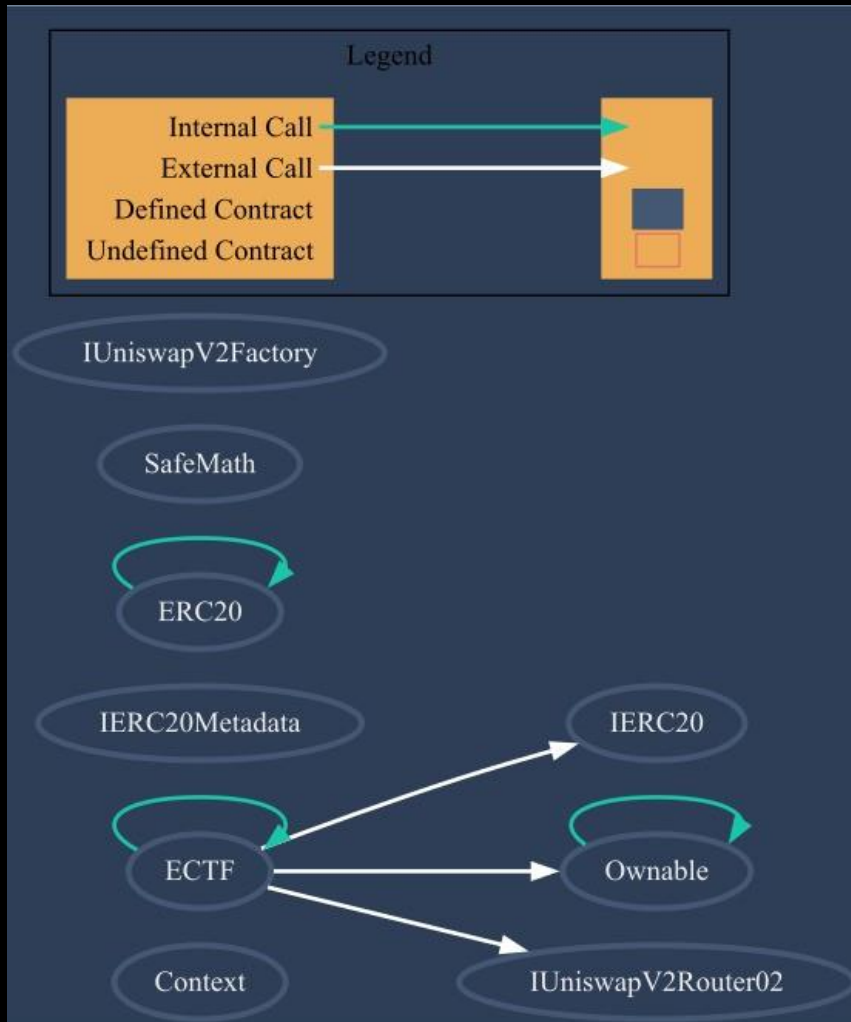 Legend
Internal Call
External Call
Defined Contract
Undefined Contract
IUniswapV2Factory
SafeMath
ERC20
IERC20Metadata
IERC20
ECTF
Ownable
Context
IUniswapV2Router02